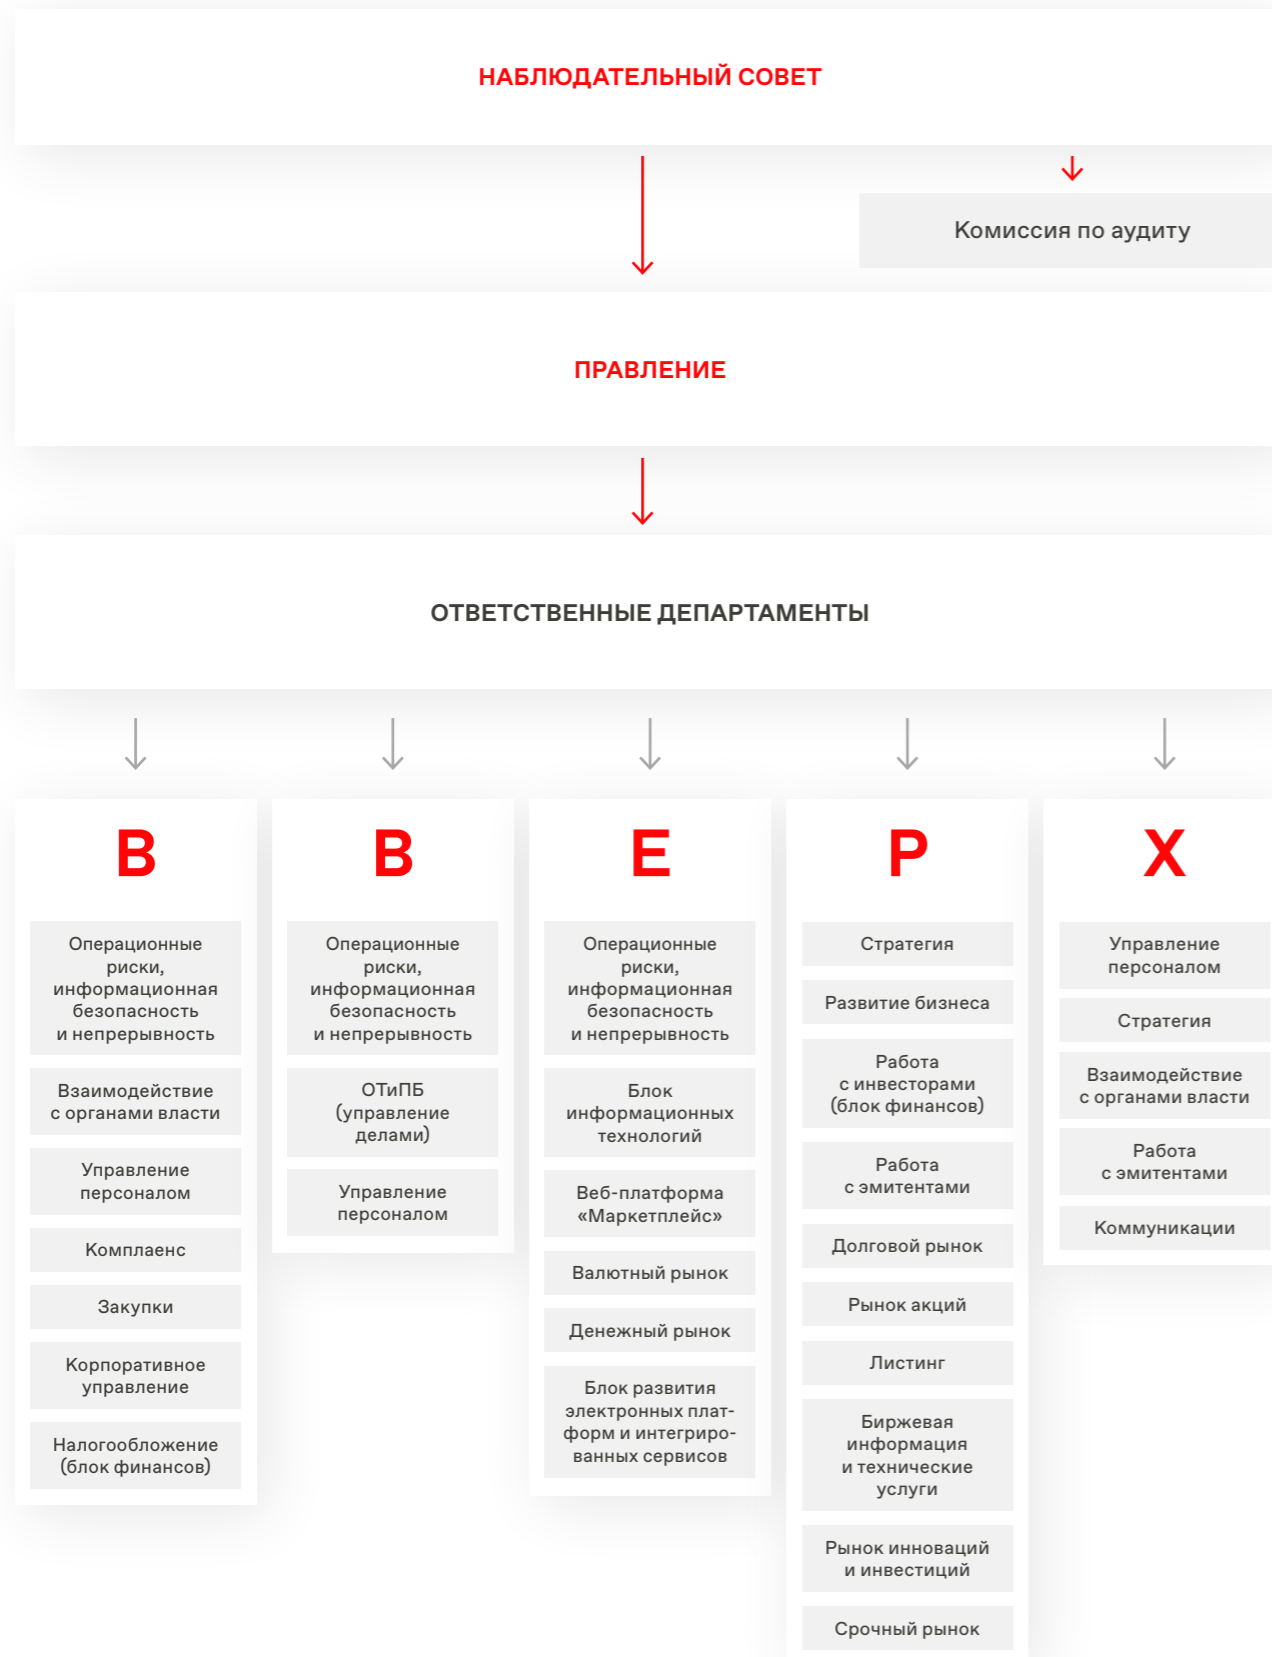 НАБЛЮДАТЕЛЬНЫЙ СОВЕТ
Комиссия по аудиту
ПРАВЛЕНИЕ
ОТВЕТСТВЕННЫЕ ДЕПАРТАМЕНТЫ
В
Операционные
риски,
информационная
безопасность
и непрерывность
Взаимодействие
с органами власти
Управление
персоналом
Комплаенс
Закупки
Корпоративное
управление
Налогообложение
(блок финансов)
В
Операционные
риски,
информационная
безопасность
и непрерывность
ОТиПБ
(управление
делами)
Управление
персоналом
Е
Операционные
риски,
информационная
безопасность
и непрерывность
Блок
информационных
технологий
Веб-платформа
«Маркетплейс»
Валютный рынок
Денежный рынок
Блок развития
электронных плат-
форм и интегриро-
ванных сервисов
Р
Стратегия
Развитие бизнеса
Работа
с инвесторами
(блок финансов)
Работа
с эмитентами
Долговой рынок
Рынок акций
Листинг
Биржевая
информация
и технические
услуги
Рынок инноваций
и инвестиций
Срочный рынок
Х
Управление
персоналом
Стратегия
Взаимодействие
с органами власти
Работа
с эмитентами
Коммуникации